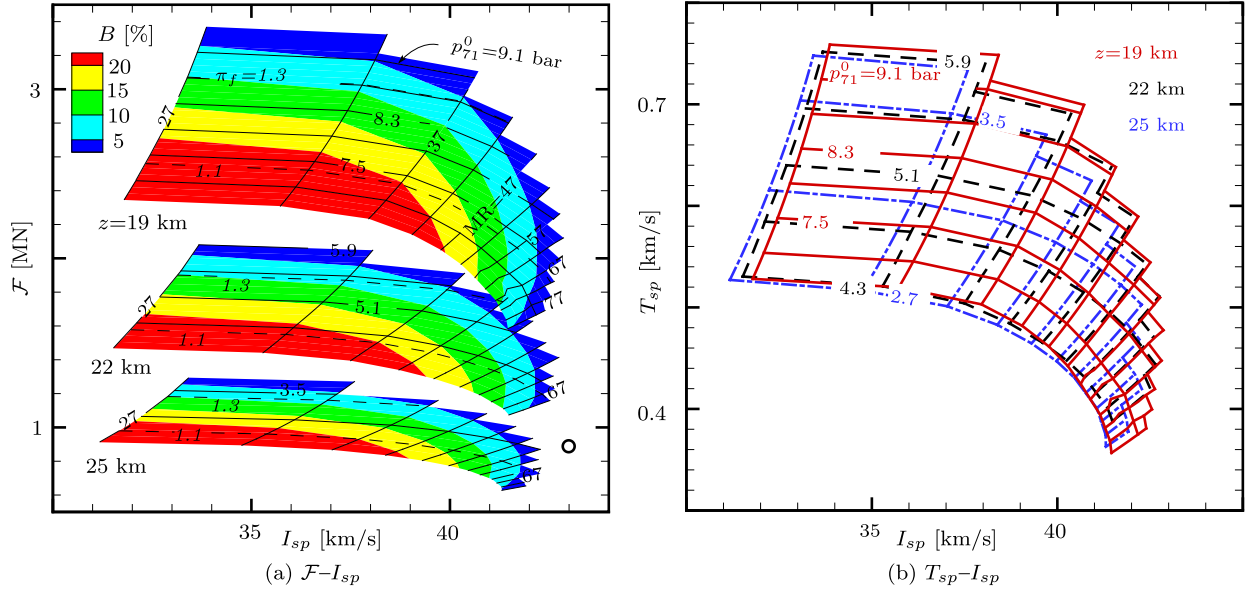 B [%]
20
15
10
5
p⁰₇₁=9.1 bar
π_f=1.3
27
8.3
37
7.5
1.1
MR=47
57
67
77
z=19 km
5.9
1.3
5.1
27
1.1
67
22 km
3.5
1.3
27
1.1
67
25 km
3
1
ℱ [MN]
35
40
I_sp [km/s]
(a) ℱ–I_sp
5.9
z=19 km
p⁰₇₁=9.1 bar
22 km
3.5
25 km
8.3
5.1
7.5
4.3
2.7
0.7
0.4
T_sp [km/s]
35
40
I_sp [km/s]
(b) T_sp–I_sp